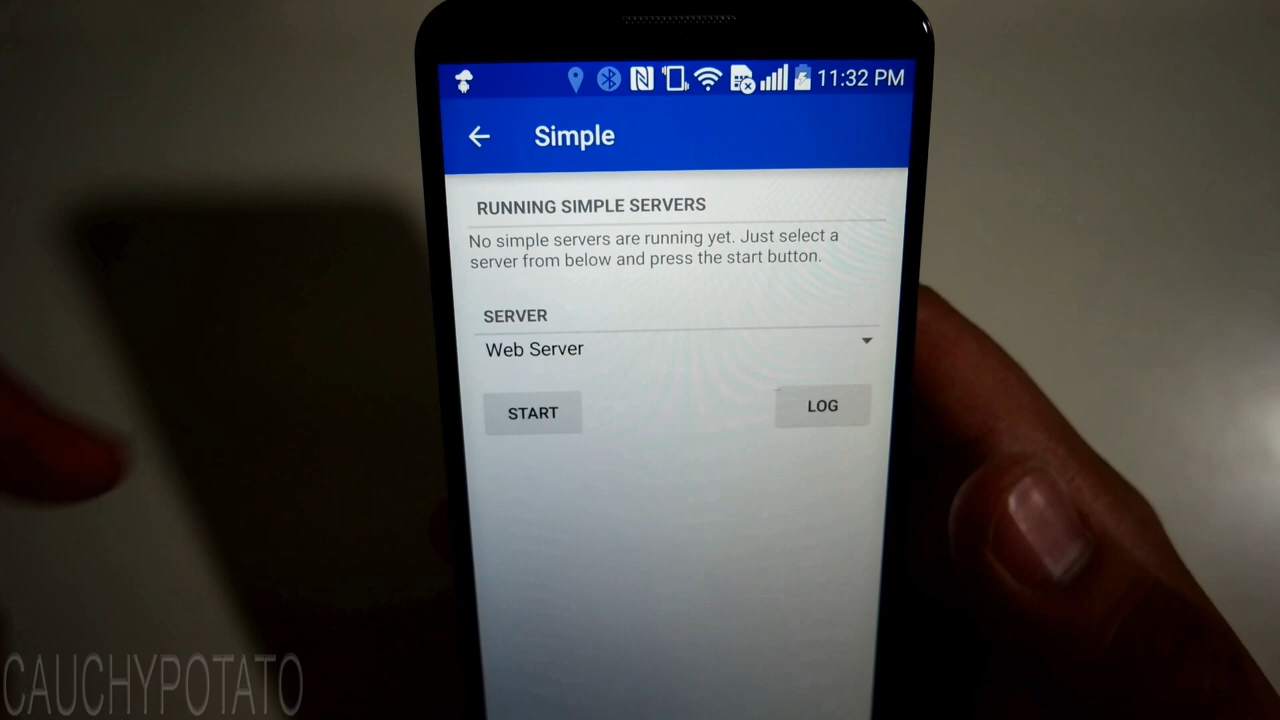 11:32 PM
Simple
RUNNING SIMPLE SERVERS
No simple servers are running yet. Just select a
server from below and press the start button.
SERVER
Web Server
START
LOG
CAUCHYPOTATO